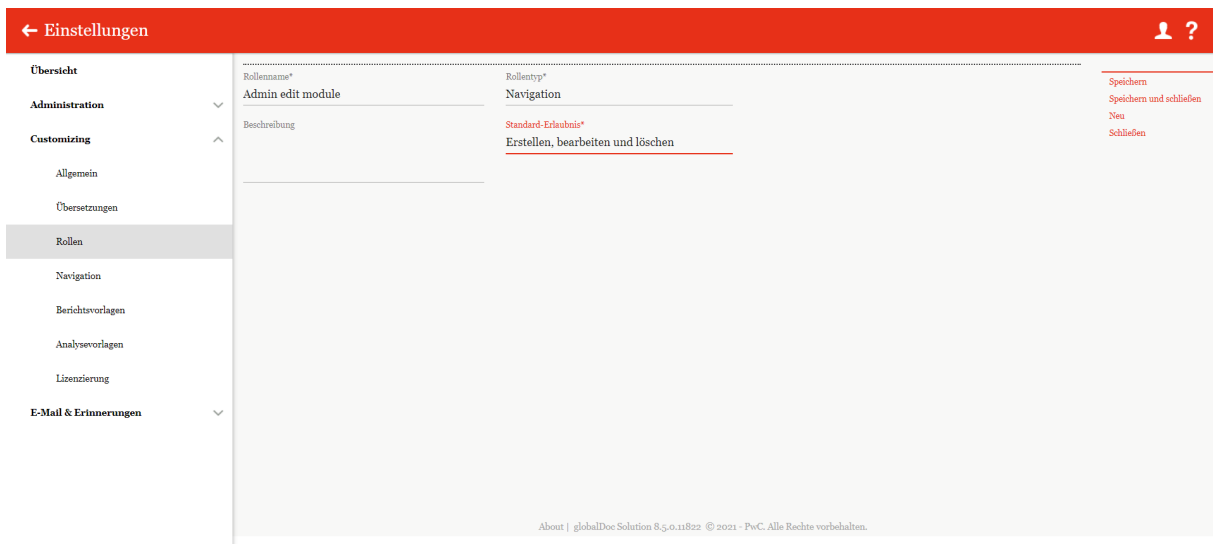 Einstellungen
?
Übersicht
Administration
Customizing
Allgemein
Übersetzungen
Rollen
Navigation
Berichtsvorlagen
Analysevorlagen
Lizenzierung
E-Mail & Erinnerungen
Rollenname*
Admin edit module
Rollentyp*
Navigation
Beschreibung
Standard-Erlaubnis*
Erstellen, bearbeiten und löschen
Speichern
Speichern und schließen
Neu
Schließen
About | globalDoc Solution 8.5.0.11822 © 2021 - PwC. Alle Rechte vorbehalten.